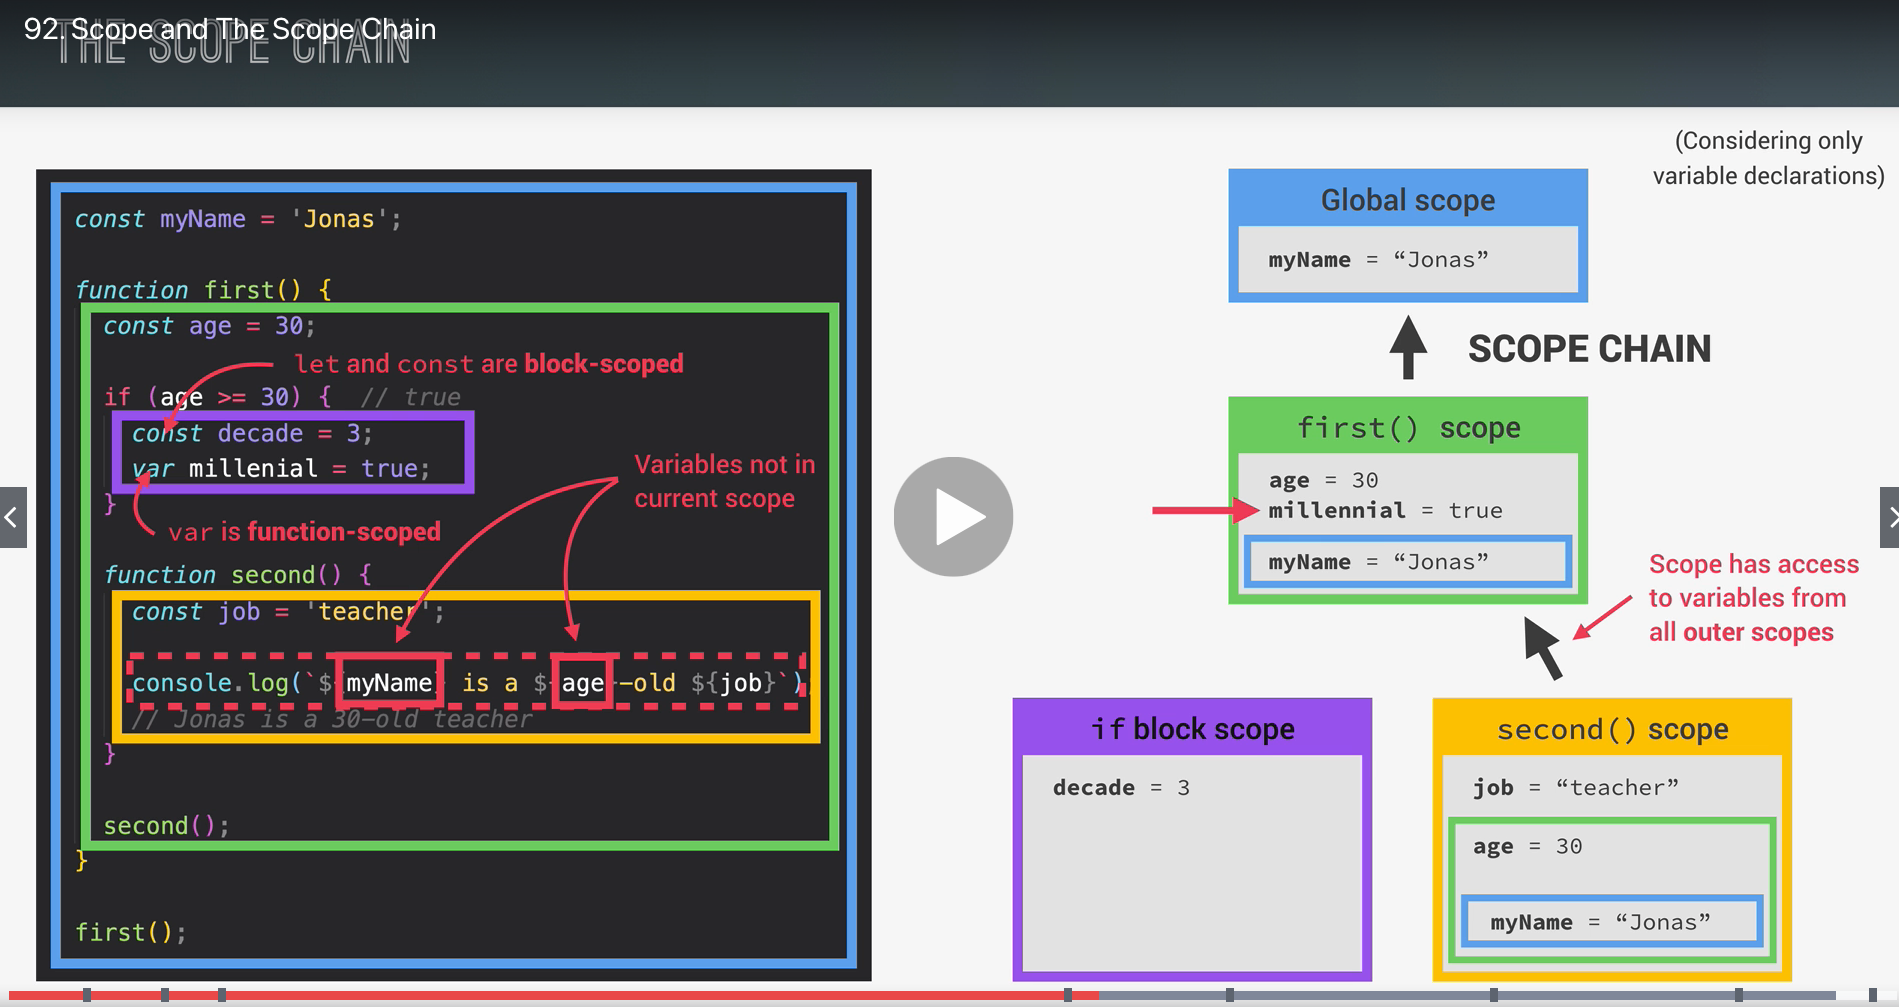 92. Scope and The Scope Chain
THE SCOPE CHAIN
(Considering only
variable declarations)
const myName = 'Jonas';
function first() {
const age = 30;
let and const are block-scoped
if (age >= 30) { // true
const decade = 3;
var millenial = true;
}
var is function-scoped
Variables not in
current scope
function second() {
const job = 'teacher';
console.log(`${myName} is a ${age}-old ${job}`)
// Jonas is a 30-old teacher
}
second();
}
first();
Global scope
myName = “Jonas”
SCOPE CHAIN
first() scope
age = 30
millennial = true
myName = “Jonas”
Scope has access
to variables from
all outer scopes
if block scope
decade = 3
second() scope
job = “teacher”
age = 30
myName = “Jonas”